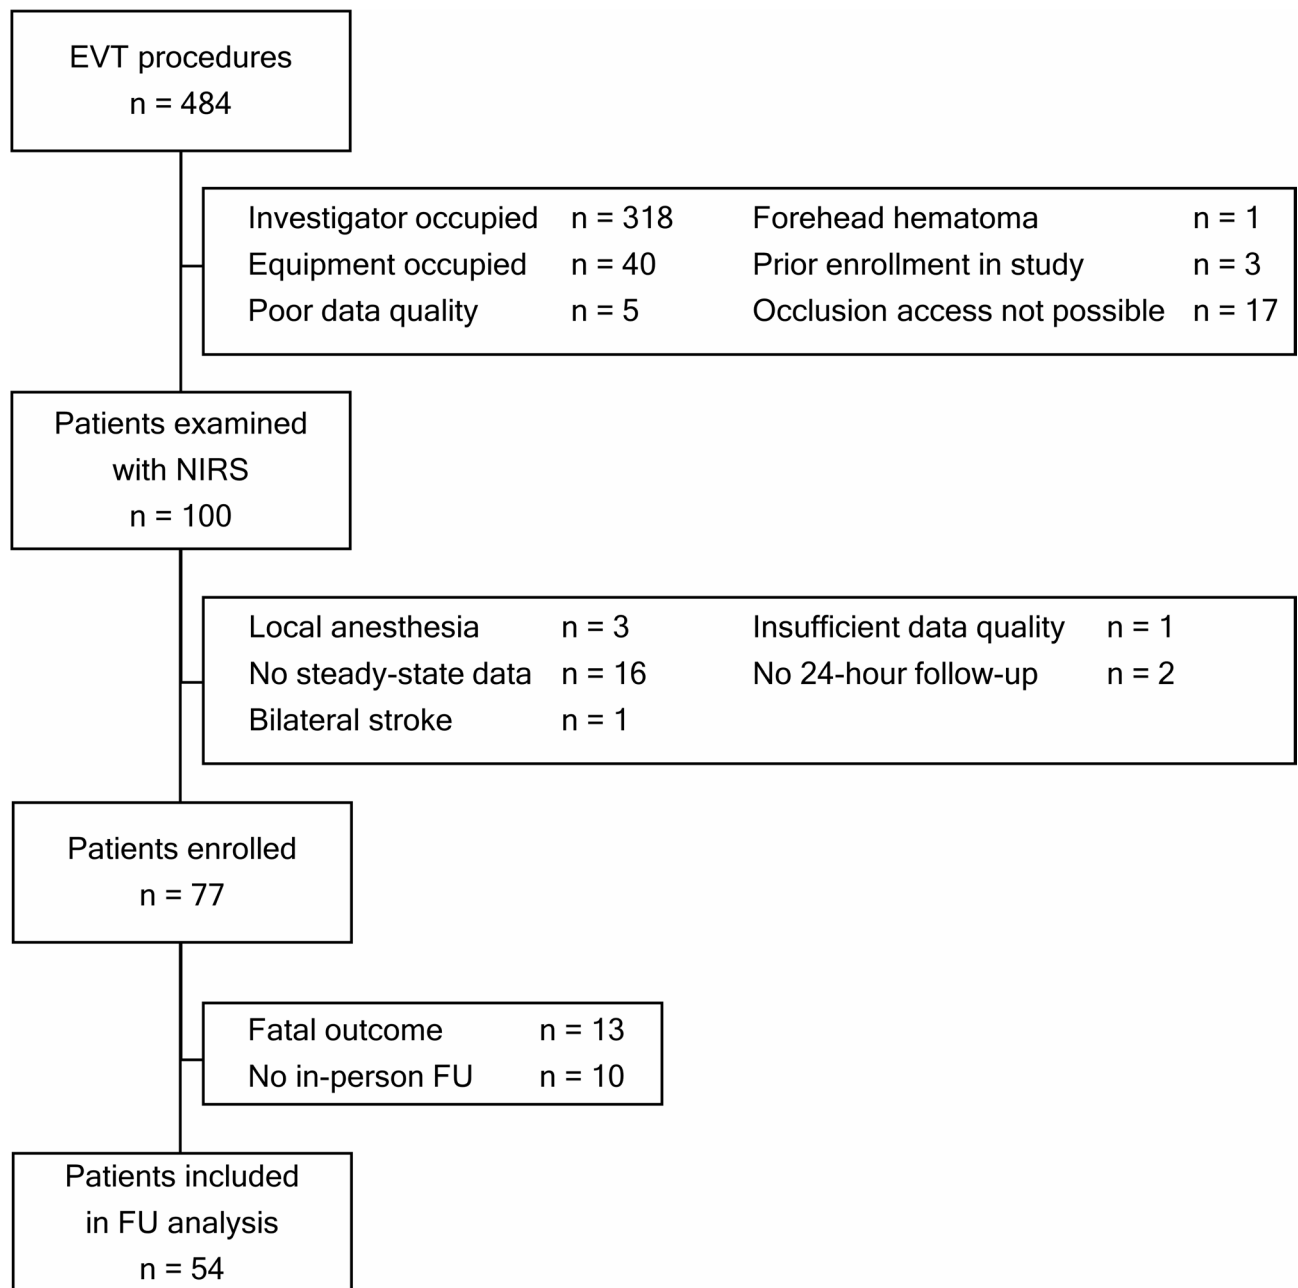 EVT procedures
n = 484
Investigator occupied n = 318 Forehead hematoma n = 1
Equipment occupied n = 40 Prior enrollment in study n = 3
Poor data quality n = 5 Occlusion access not possible n = 17
Patients examined
with NIRS
n = 100
Local anesthesia n = 3 Insufficient data quality n = 1
No steady-state data n = 16 No 24-hour follow-up n = 2
Bilateral stroke n = 1
Patients enrolled
n = 77
Fatal outcome n = 13
No in-person FU n = 10
Patients included
in FU analysis
n = 54